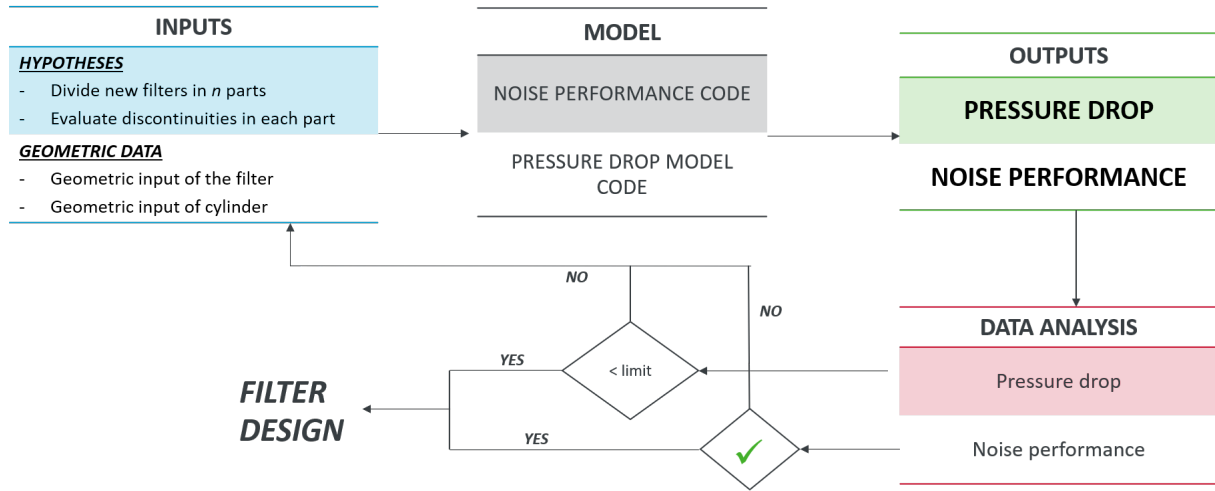 INPUTS
HYPOTHESES
- Divide new filters in n parts
- Evaluate discontinuities in each part
GEOMETRIC DATA
- Geometric input of the filter
- Geometric input of cylinder
MODEL
NOISE PERFORMANCE CODE
PRESSURE DROP MODEL
CODE
OUTPUTS
PRESSURE DROP
NOISE PERFORMANCE
DATA ANALYSIS
Pressure drop
Noise performance
NO
NO
< limit
YES
YES
FILTER
DESIGN